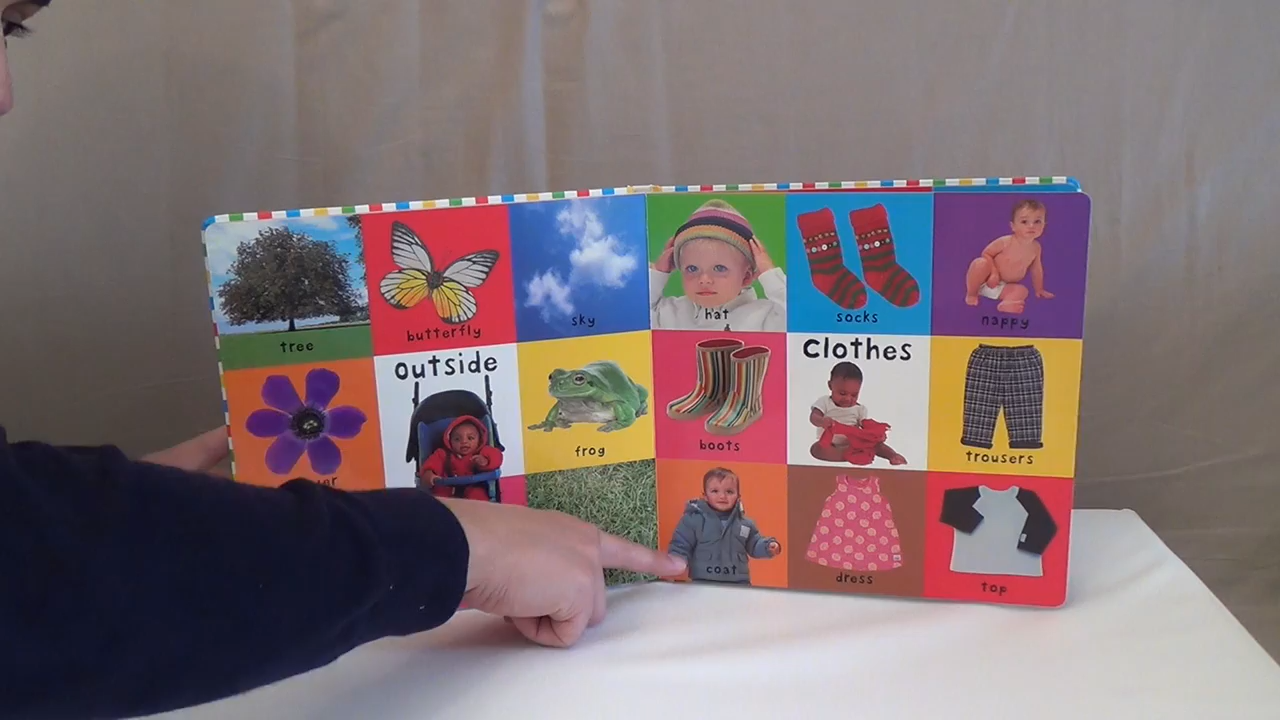 tree
butterfly
sky
outside
frog
hat
socks
nappy
boots
Clothes
trousers
coat
dress
top